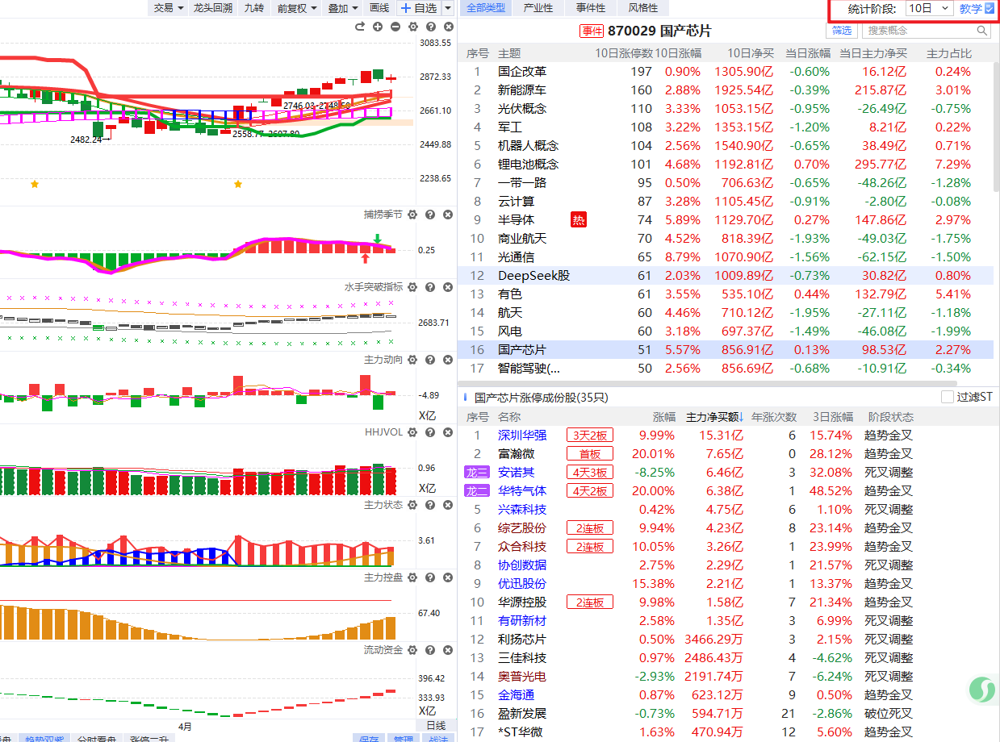 交易 龙头回溯 九转 前复权 叠加 画线 自选
3083.55
2872.33
2661.10
2449.88
2238.65
2746.03-2748.50
2558.77-2607.80
2482.24→
捕捞季节
0.25
水手突破指标
2683.71
主力动向
-4.89
X亿
HHJVOL
0.96
X亿
主力状态
3.61
主力控盘
67.40
流动资金
396.42
333.93
X亿
4月 日线
看盘 趋势双紫 分时看盘 涨停二升 保存 管理 战法
全部类型 产业性 事件性 风格性 统计阶段: 10日 教学
事件 870029 国产芯片 筛选 搜索概念
序号 主题 10日涨停数 10日涨幅 10日净买 当日涨幅 当日主力净买 主力占比
1 国企改革 197 0.90% 1305.90亿 -0.60% 16.12亿 0.24%
2 新能源车 160 2.88% 1925.54亿 -0.39% 215.87亿 3.01%
3 光伏概念 110 3.33% 1053.15亿 -0.95% -26.49亿 -0.75%
4 军工 108 3.22% 1353.15亿 -1.20% 8.21亿 0.22%
5 机器人概念 104 2.56% 1540.90亿 -0.65% 38.49亿 0.71%
6 锂电池概念 101 4.68% 1192.81亿 0.70% 295.77亿 7.29%
7 一带一路 95 0.50% 706.63亿 -0.65% -48.26亿 -1.28%
8 云计算 87 3.28% 1105.45亿 -0.91% -2.80亿 -0.08%
9 半导体 热 74 5.89% 1129.70亿 0.27% 147.86亿 2.97%
10 商业航天 70 4.52% 818.39亿 -1.93% -49.03亿 -1.75%
11 光通信 65 8.79% 1070.90亿 -1.56% -62.15亿 -1.50%
12 DeepSeek股 61 2.03% 1009.89亿 -0.73% 30.82亿 0.80%
13 有色 61 3.55% 535.10亿 0.44% 132.79亿 5.41%
14 航天 60 4.46% 710.12亿 -1.95% -27.11亿 -1.18%
15 风电 60 3.18% 697.37亿 -1.49% -46.08亿 -1.99%
16 国产芯片 51 5.57% 856.91亿 0.13% 98.53亿 2.27%
17 智能驾驶(... 50 2.56% 856.69亿 -0.68% -10.91亿 -0.34%
国产芯片涨停成份股(35只) 过滤ST
序号 名称 涨幅 主力净买额↓ 年涨次数 3日涨幅 阶段状态
1 深圳华强 3天2板 9.99% 15.31亿 6 15.74% 趋势金叉
2 富瀚微 首板 20.01% 7.65亿 0 28.12% 趋势金叉
龙三 安诺其 4天3板 -8.25% 6.46亿 3 32.08% 死叉调整
龙二 华特气体 4天2板 20.00% 6.38亿 1 48.52% 趋势金叉
5 兴森科技 0.42% 4.75亿 6 1.10% 死叉调整
6 综艺股份 2连板 9.94% 4.23亿 8 23.14% 趋势金叉
7 众合科技 2连板 10.05% 3.26亿 1 23.99% 趋势金叉
8 协创数据 2.75% 2.29亿 1 21.57% 死叉调整
9 优迅股份 15.38% 2.21亿 1 13.37% 趋势金叉
10 华源控股 2连板 9.98% 1.58亿 7 21.34% 趋势金叉
11 有研新材 2.58% 1.35亿 3 6.99% 死叉调整
12 利扬芯片 0.50% 3466.29万 3 2.15% 死叉调整
13 三佳科技 0.97% 2486.43万 4 -4.62% 死叉调整
14 奥普光电 -2.93% 2191.74万 7 -6.24% 死叉调整
15 金海通 0.87% 623.12万 9 0.50% 趋势金叉
16 盈新发展 -0.73% 594.71万 21 -2.86% 破位死叉
17 *ST华微 1.63% 470.94万 12 5.60% 趋势金叉